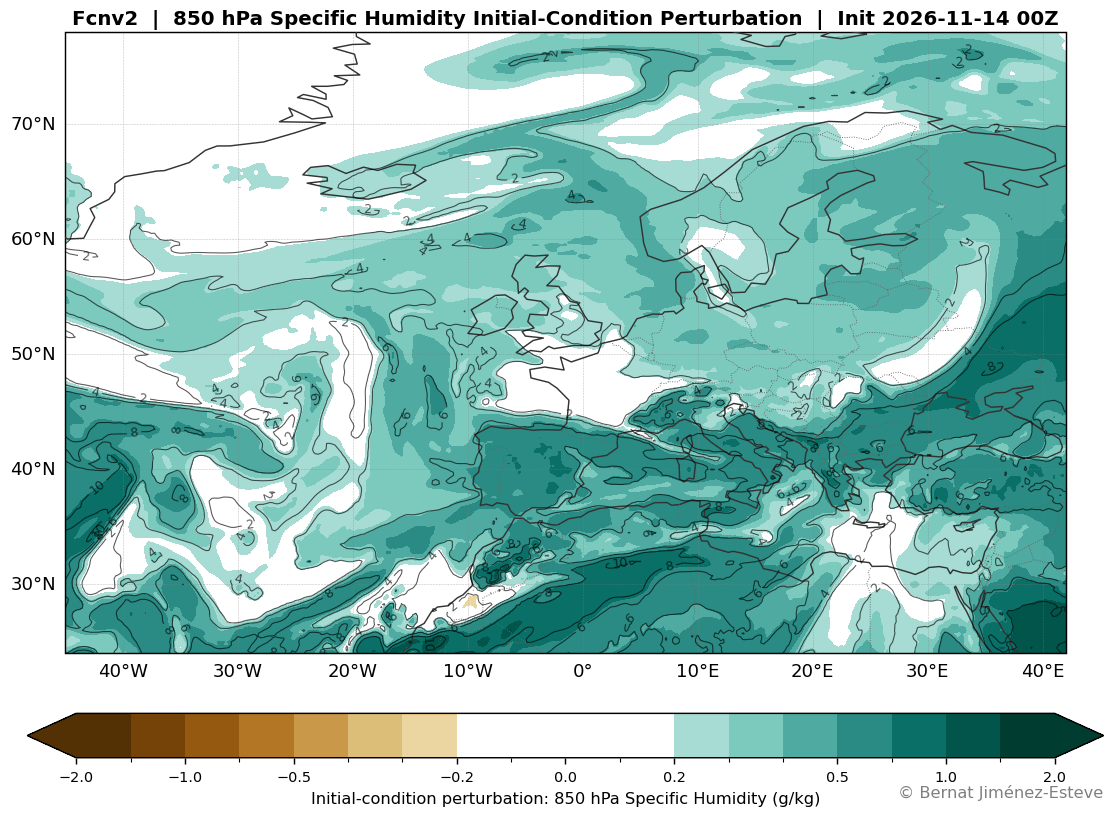 Fcnv2 | 850 hPa Specific Humidity Initial-Condition Perturbation | Init 2026-11-14 00Z
70°N
60°N
50°N
40°N
30°N
40°W 30°W 20°W 10°W 0° 10°E 20°E 30°E 40°E
−2.0 −1.0 −0.5 −0.2 0.0 0.2 0.5 1.0 2.0
Initial-condition perturbation: 850 hPa Specific Humidity (g/kg)
© Bernat Jiménez-Esteve